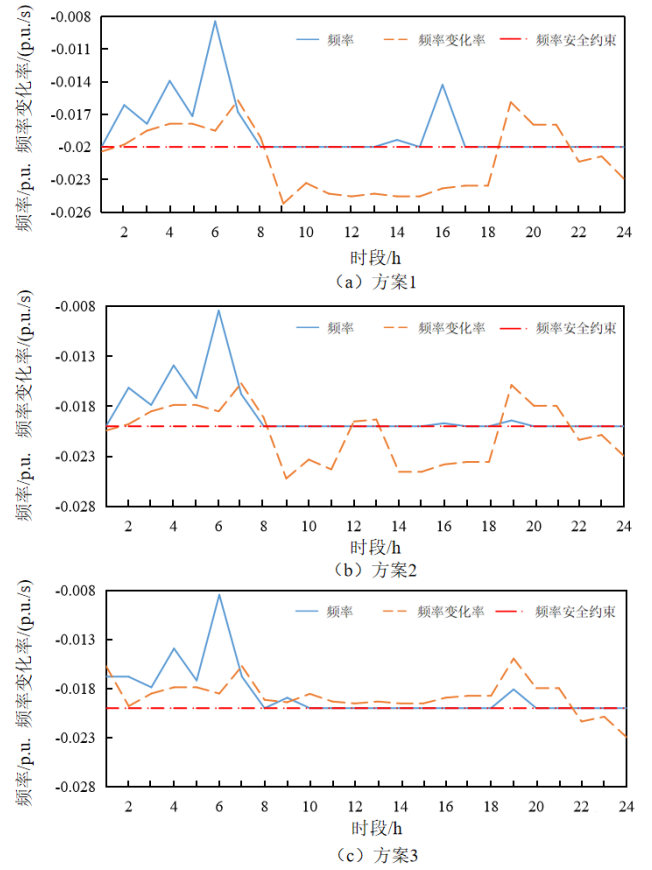 频率/p.u. 频率变化率/(p.u./s)
-0.008
-0.011
-0.014
-0.017
-0.02
-0.023
-0.026
频率 频率变化率 频率安全约束
2 4 6 8 10 12 14 16 18 20 22 24
时段/h
（a）方案1
频率/p.u. 频率变化率/(p.u./s)
-0.008
-0.013
-0.018
-0.023
-0.028
频率 频率变化率 频率安全约束
2 4 6 8 10 12 14 16 18 20 22 24
时段/h
（b）方案2
频率/p.u. 频率变化率/(p.u./s)
-0.008
-0.013
-0.018
-0.023
-0.028
频率 频率变化率 频率安全约束
2 4 6 8 10 12 14 16 18 20 22 24
时段/h
（c）方案3